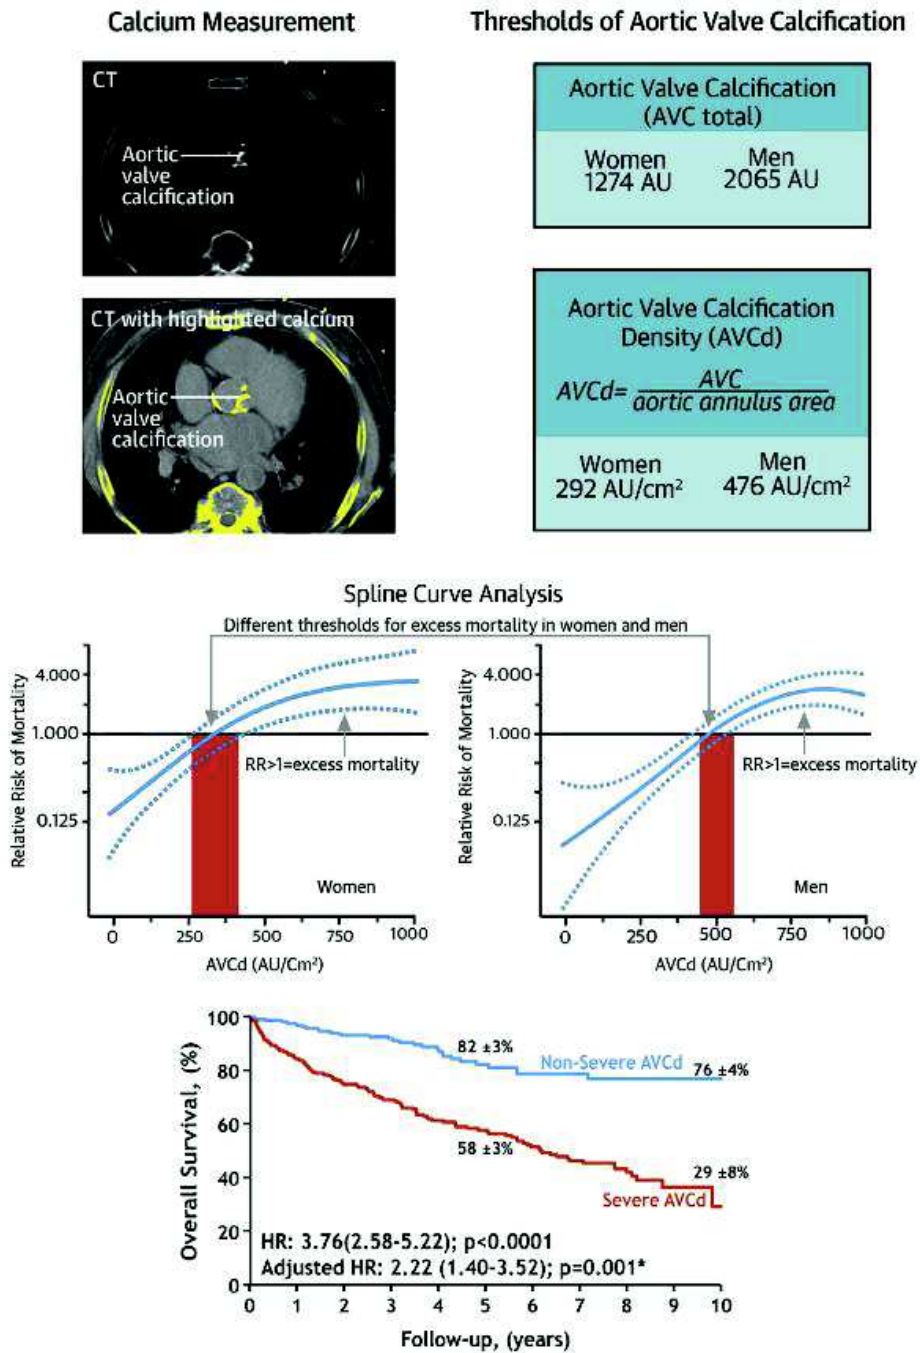 Calcium Measurement
CT
Aortic
valve
calcification
CT with highlighted calcium
Aortic
valve
calcification
Thresholds of Aortic Valve Calcification
Aortic Valve Calcification
(AVC total)
Women Men
1274 AU 2065 AU
Aortic Valve Calcification
Density (AVCd)
AVCd= AVC
aortic annulus area
Women Men
292 AU/cm² 476 AU/cm²
Spline Curve Analysis
Different thresholds for excess mortality in women and men
Relative Risk of Mortality
4.000
1.000
0.125
RR>1=excess mortality
Women
0 250 500 750 1000
AVCd (AU/Cm²)
Relative Risk of Mortality
4.000
1.000
0.125
RR>1=excess mortality
Men
0 250 500 750 1000
AVCd (AU/Cm²)
Overall Survival, (%)
100
80
60
40
20
0
82 ±3%
Non-Severe AVCd
76 ±4%
58 ±3%
29 ±8%
Severe AVCd
HR: 3.76(2.58-5.22); p<0.0001
Adjusted HR: 2.22 (1.40-3.52); p=0.001*
0 1 2 3 4 5 6 7 8 9 10
Follow-up, (years)